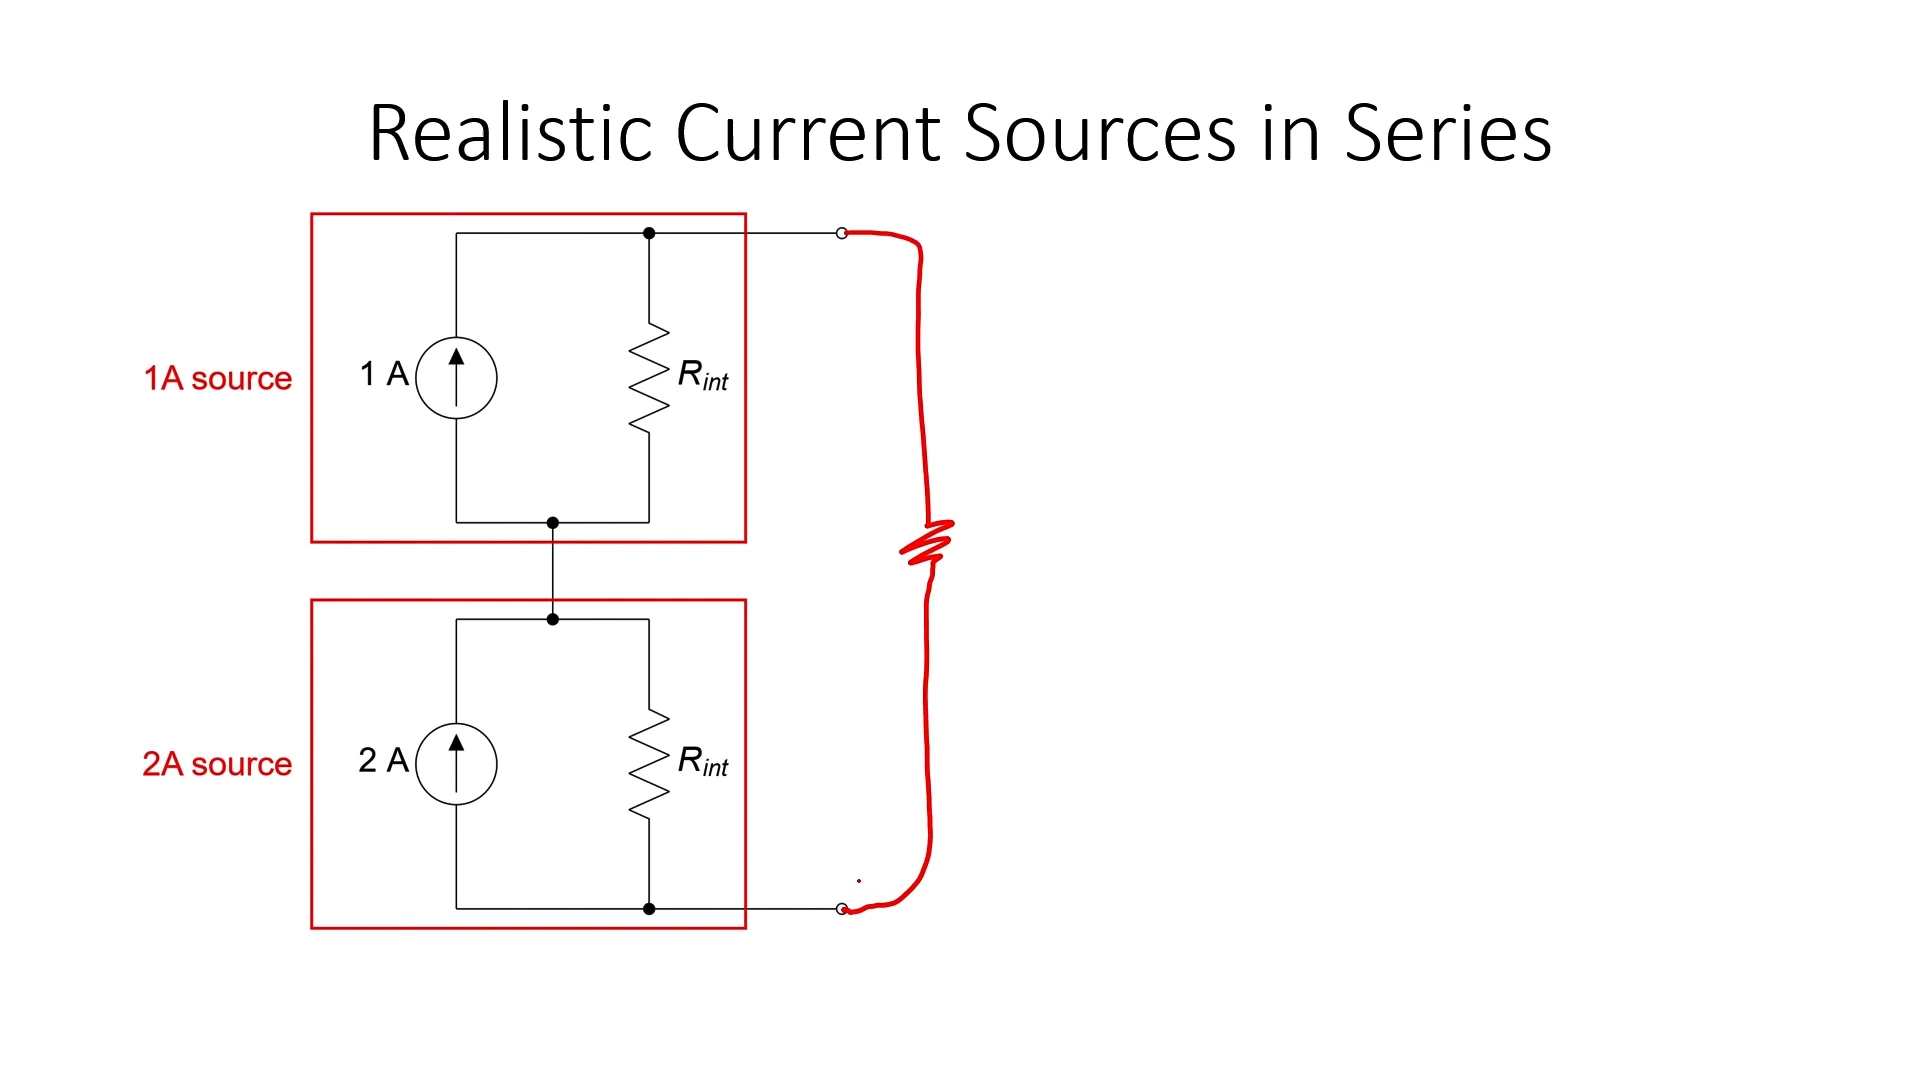 Realistic Current Sources in Series
1A source
1 A
Rint
2A source
2 A
Rint